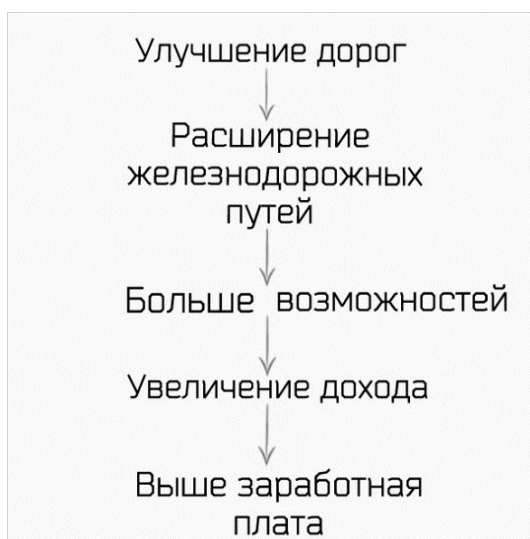 Улучшение дорог
Расширение
железнодорожных
путей
Больше возможностей
Увеличение дохода
Выше заработная
плата